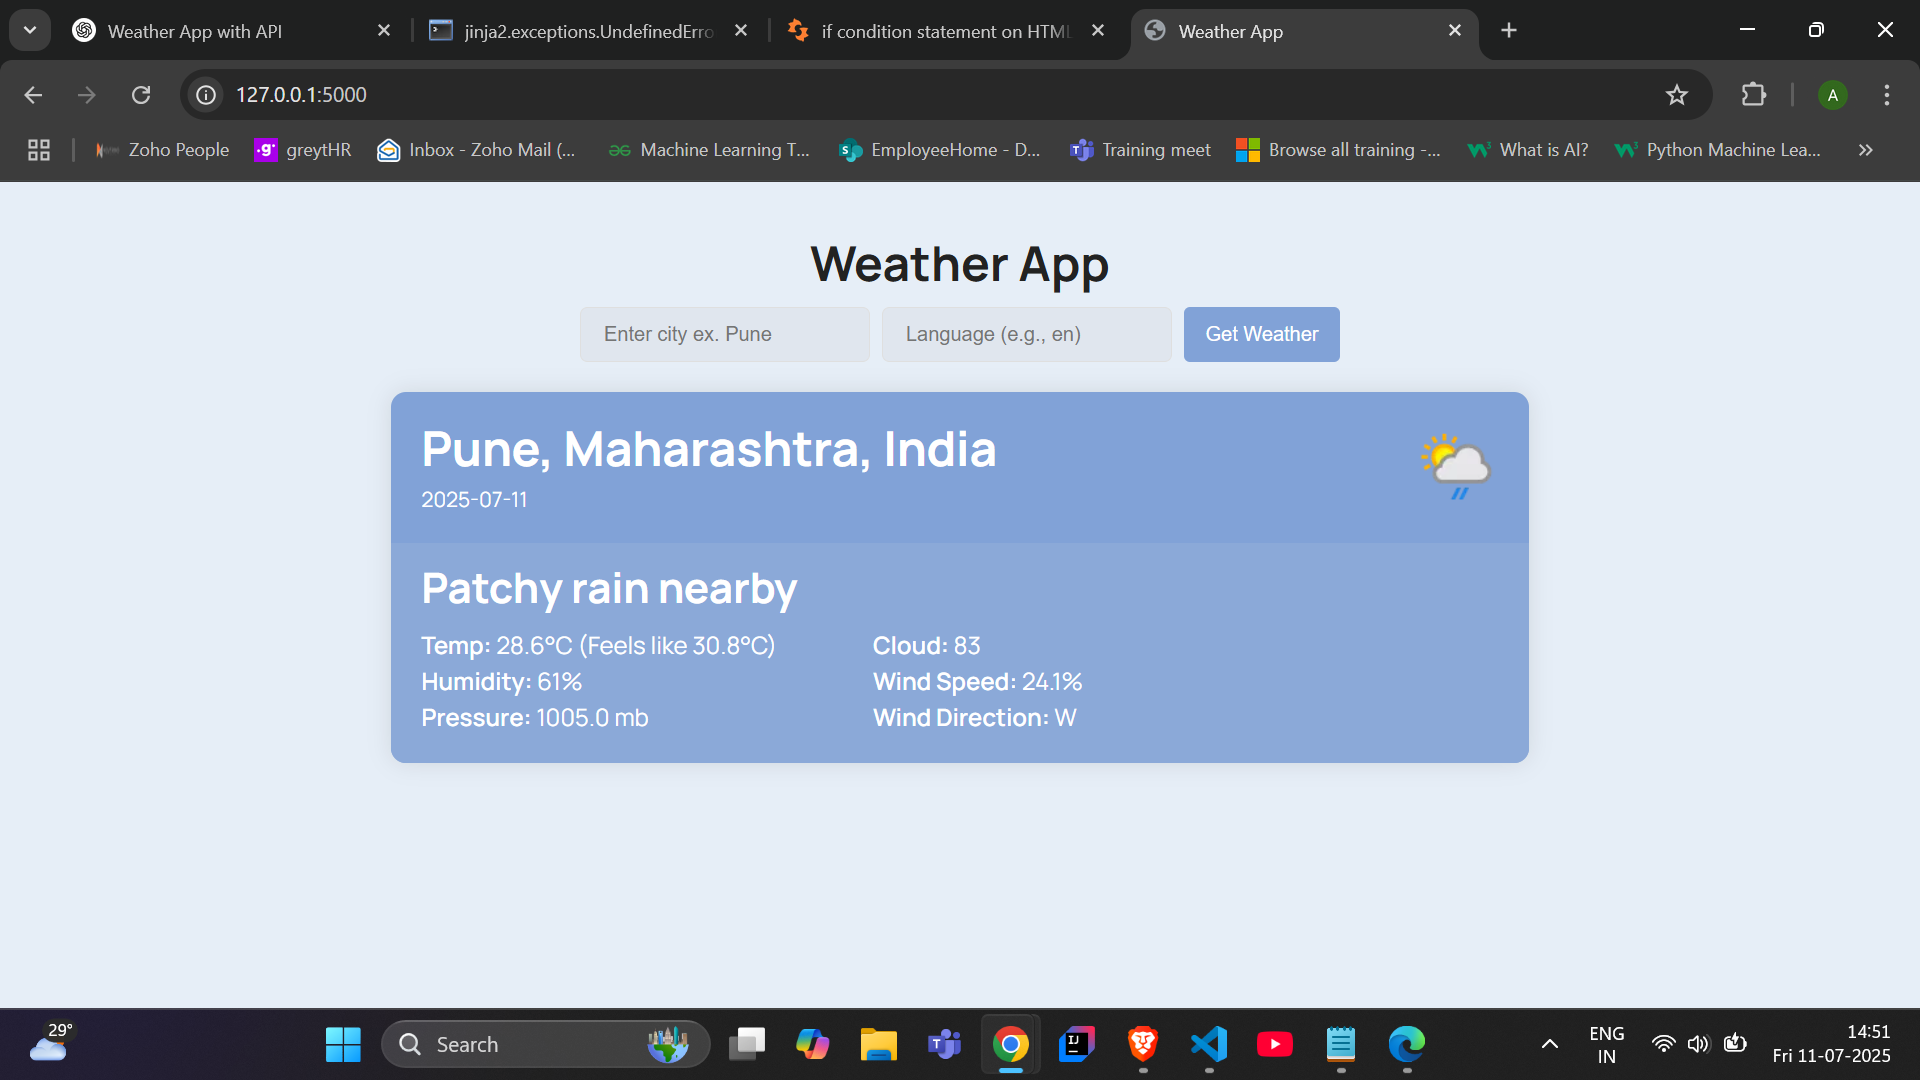 Weather App with API
jinja2.exceptions.UndefinedErro
if condition statement on HTML
Weather App
127.0.0.1:5000
A
Zoho People
.g'
greytHR
Inbox - Zoho Mail (...
Machine Learning T...
S
EmployeeHome - D...
T
Training meet
Browse all training -...
What is AI?
Python Machine Lea...
Weather App
Enter city ex. Pune
Language (e.g., en)
Get Weather
Pune, Maharashtra, India
2025-07-11
Patchy rain nearby
Temp: 28.6°C (Feels like 30.8°C)
Cloud: 83
Humidity: 61%
Wind Speed: 24.1%
Pressure: 1005.0 mb
Wind Direction: W
29°
Search
T
IJ
ENG
IN
14:51
Fri 11-07-2025